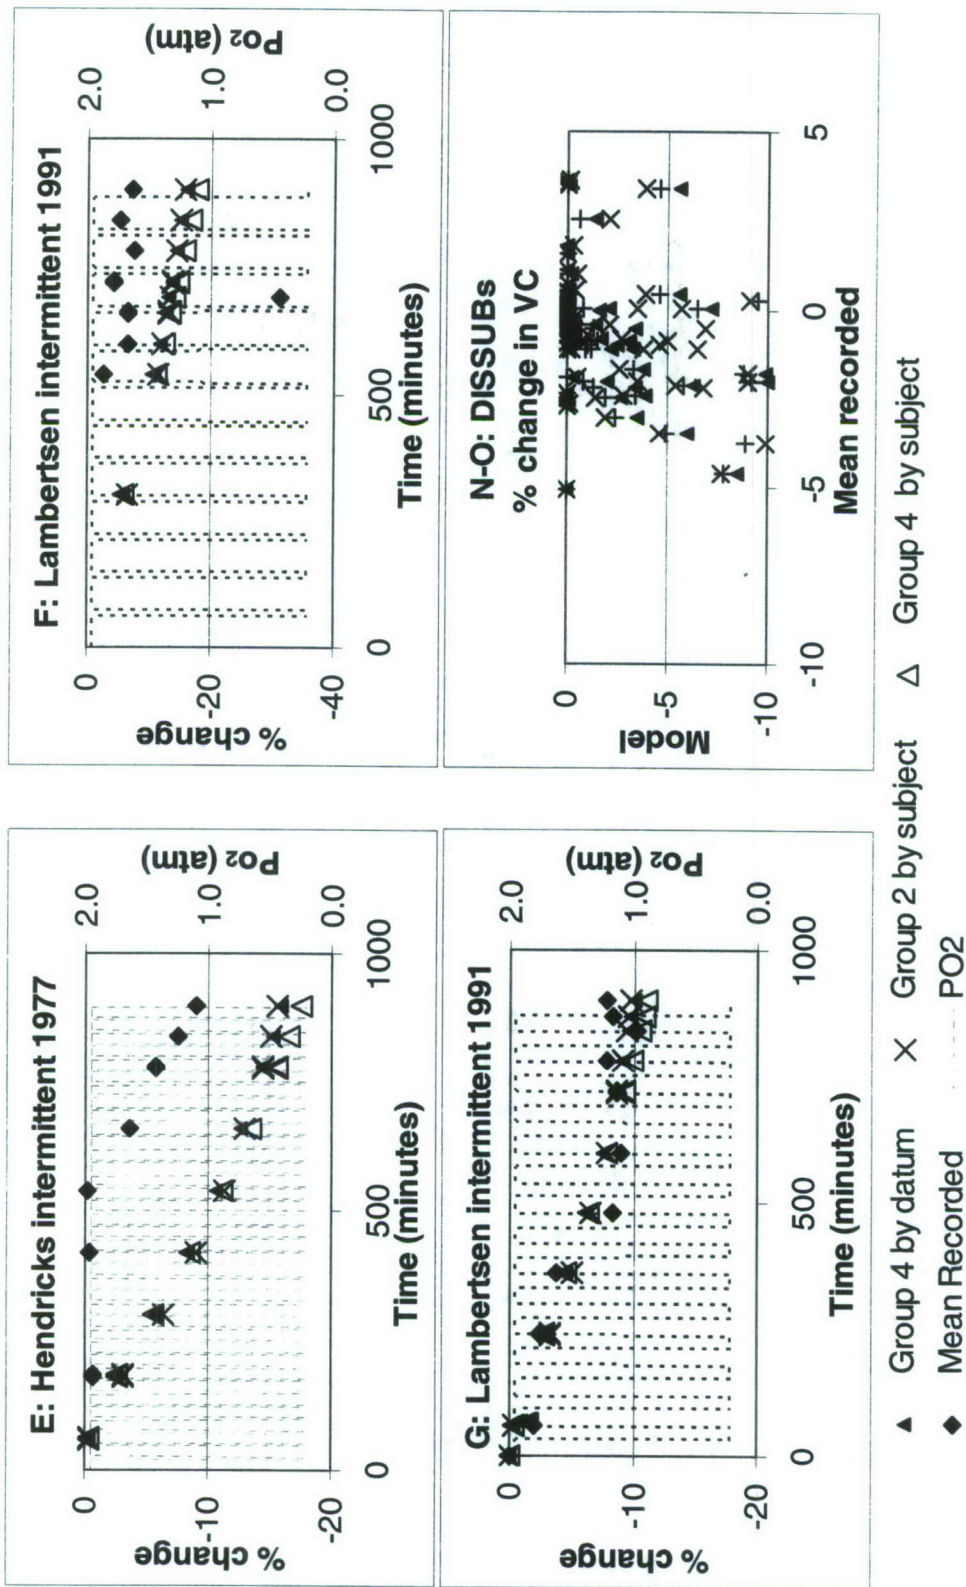 E: Hendricks intermittent 1977
0
-10
-20
% change
2.0
1.0
0.0
Po2 (atm)
0
500
1000
Time (minutes)
F: Lambertsen intermittent 1991
0
-20
-40
% change
2.0
1.0
0.0
Po2 (atm)
0
500
1000
Time (minutes)
G: Lambertsen intermittent 1991
0
-10
-20
% change
2.0
1.0
0.0
Po2 (atm)
0
500
1000
Time (minutes)
N-O: DISSUBs
% change in VC
0
-5
-10
Model
-10
-5
0
5
Mean recorded
Group 4 by datum
Group 2 by subject
Group 4 by subject
Mean Recorded
PO2